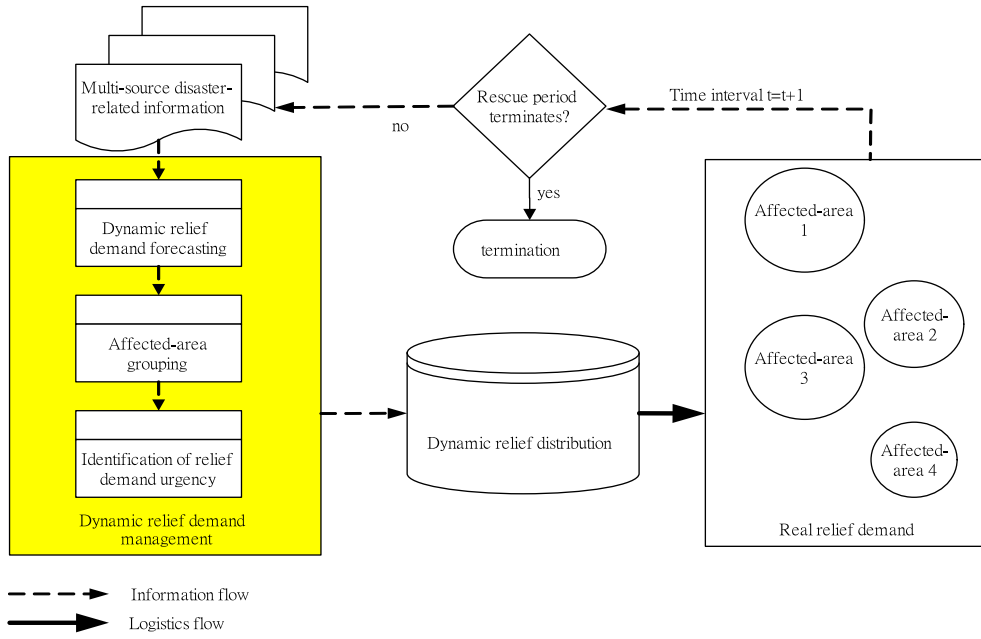 Multi-source disaster-
related information
Rescue period
terminates?
Time interval t=t+1
no
yes
termination
Dynamic relief
demand forecasting
Affected-area
grouping
Identification of relief
demand urgency
Dynamic relief demand
management
Dynamic relief distribution
Affected-area
1
Affected-
area 2
Affected-area
3
Affected-
area 4
Real relief demand
Information flow
Logistics flow